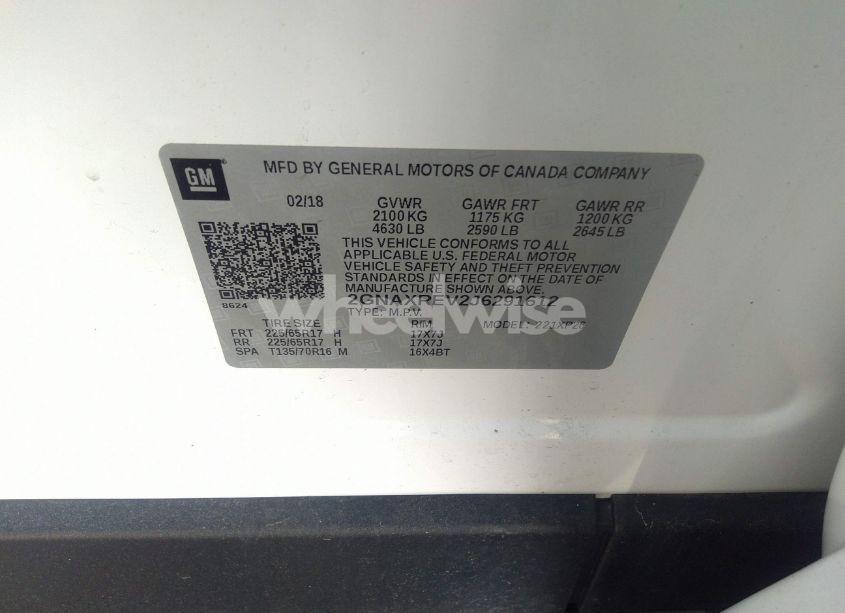 GM
MFD BY GENERAL MOTORS OF CANADA COMPANY
02/18 GVWR GAWR FRT GAWR RR
2100 KG 1175 KG 1200 KG
4630 LB 2590 LB 2645 LB
THIS VEHICLE CONFORMS TO ALL
APPLICABLE U.S. FEDERAL MOTOR
VEHICLE SAFETY AND THEFT PREVENTION
STANDARDS IN EFFECT ON THE DATE OF
MANUFACTURE SHOWN ABOVE.
8624
TYPE: M.P.V.
wheelwise
TIRE SIZE RIM MODEL:
FRT 225/65R17 H 17X7J
RR 225/65R17 H 17X7J
SPA T135/70R16 M 16X4BT